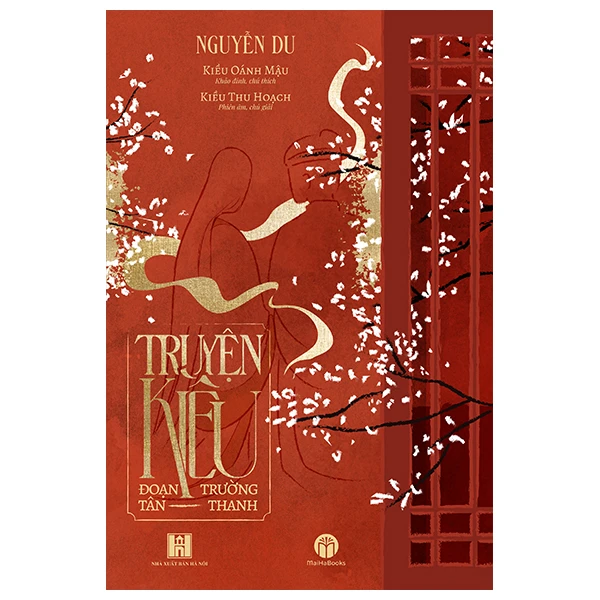 NGUYỄN DU
KIỀU OÁNH MẬU
Khảo đính, chú thích
KIỀU THU HOẠCH
Phiên âm, chú giải
TRUYỆN
KIỀU
ĐOẠN TRƯỜNG
TÂN THANH
NHÀ XUẤT BẢN HÀ NỘI
MaiHaBooks